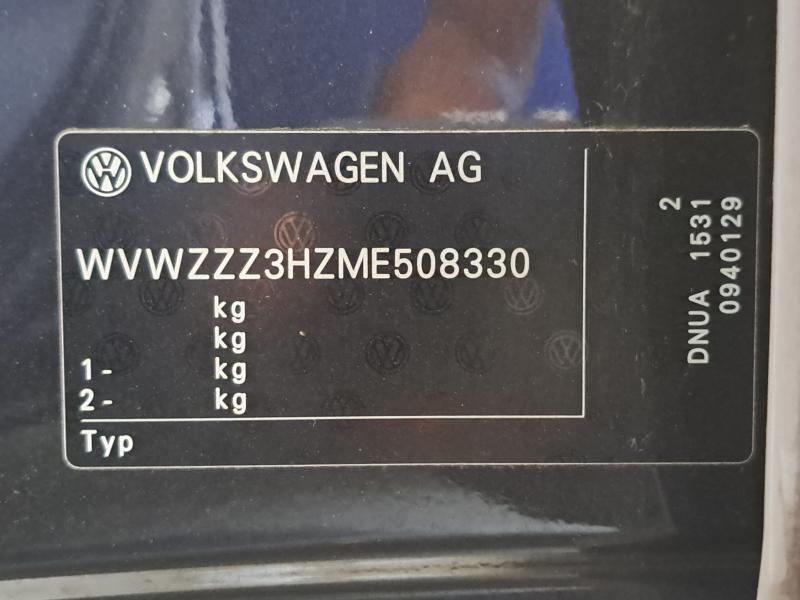 VOLKSWAGEN AG
WVWZZZ3HZME508330
kg
kg
1- kg
2- kg
Typ
2
DNUA 1531
0940129